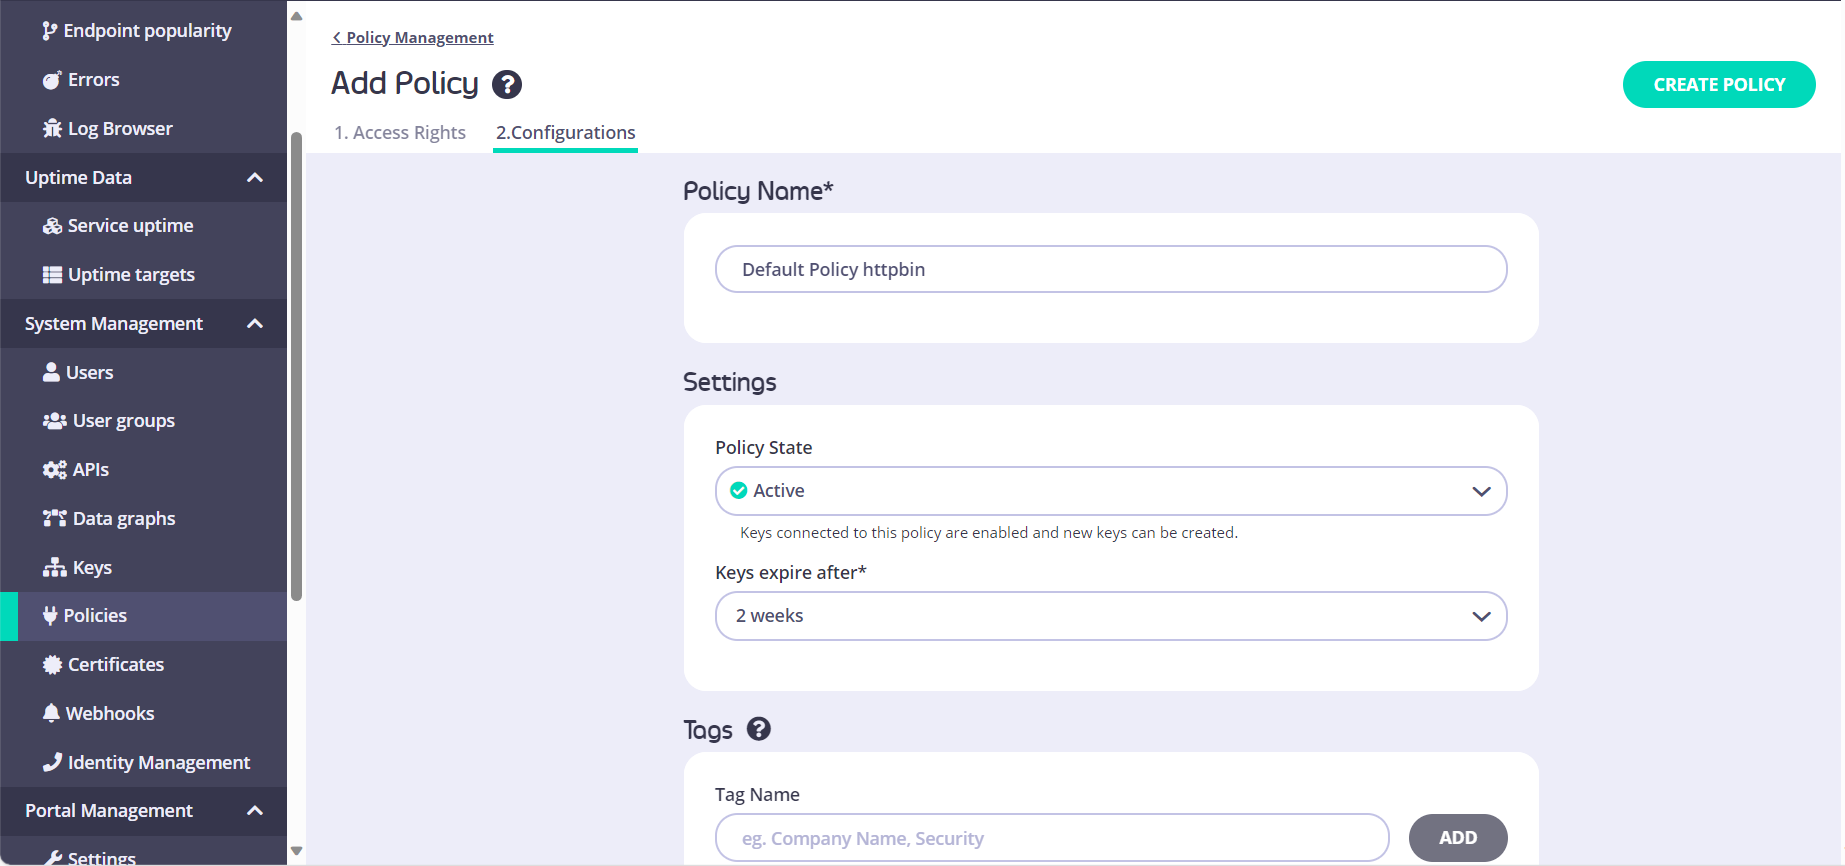 Endpoint popularity
Errors
Log Browser
Uptime Data
Service uptime
Uptime targets
System Management
Users
User groups
APIs
Data graphs
Keys
Policies
Certificates
Webhooks
Identity Management
Portal Management
Settings
< Policy Management
Add Policy ?
CREATE POLICY
1. Access Rights
2.Configurations
Policy Name*
Default Policy httpbin
Settings
Policy State
Active
Keys connected to this policy are enabled and new keys can be created.
Keys expire after*
2 weeks
Tags ?
Tag Name
eg. Company Name, Security
ADD